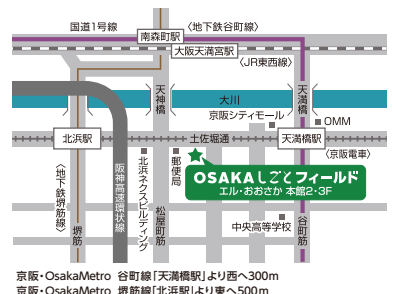 国道1号線
南森町駅
〈地下鉄谷町線〉
大阪天満宮駅
〈JR東西線〉
天神橋
大川
天満橋
京阪シティモール
OMM
北浜駅
土佐堀通
天満橋駅
〈京阪電車〉
〈地下鉄堺筋線〉
堺筋
阪神高速環状線
北浜ネクスビルディング
松屋町筋
郵便局
OSAKAしごとフィールド
エル・おおさか 本館2・3F
中央高等学校
谷町筋
京阪・OsakaMetro 谷町線「天満橋駅」より西へ300m
京阪・OsakaMetro 堺筋線「北浜駅」より東へ500m